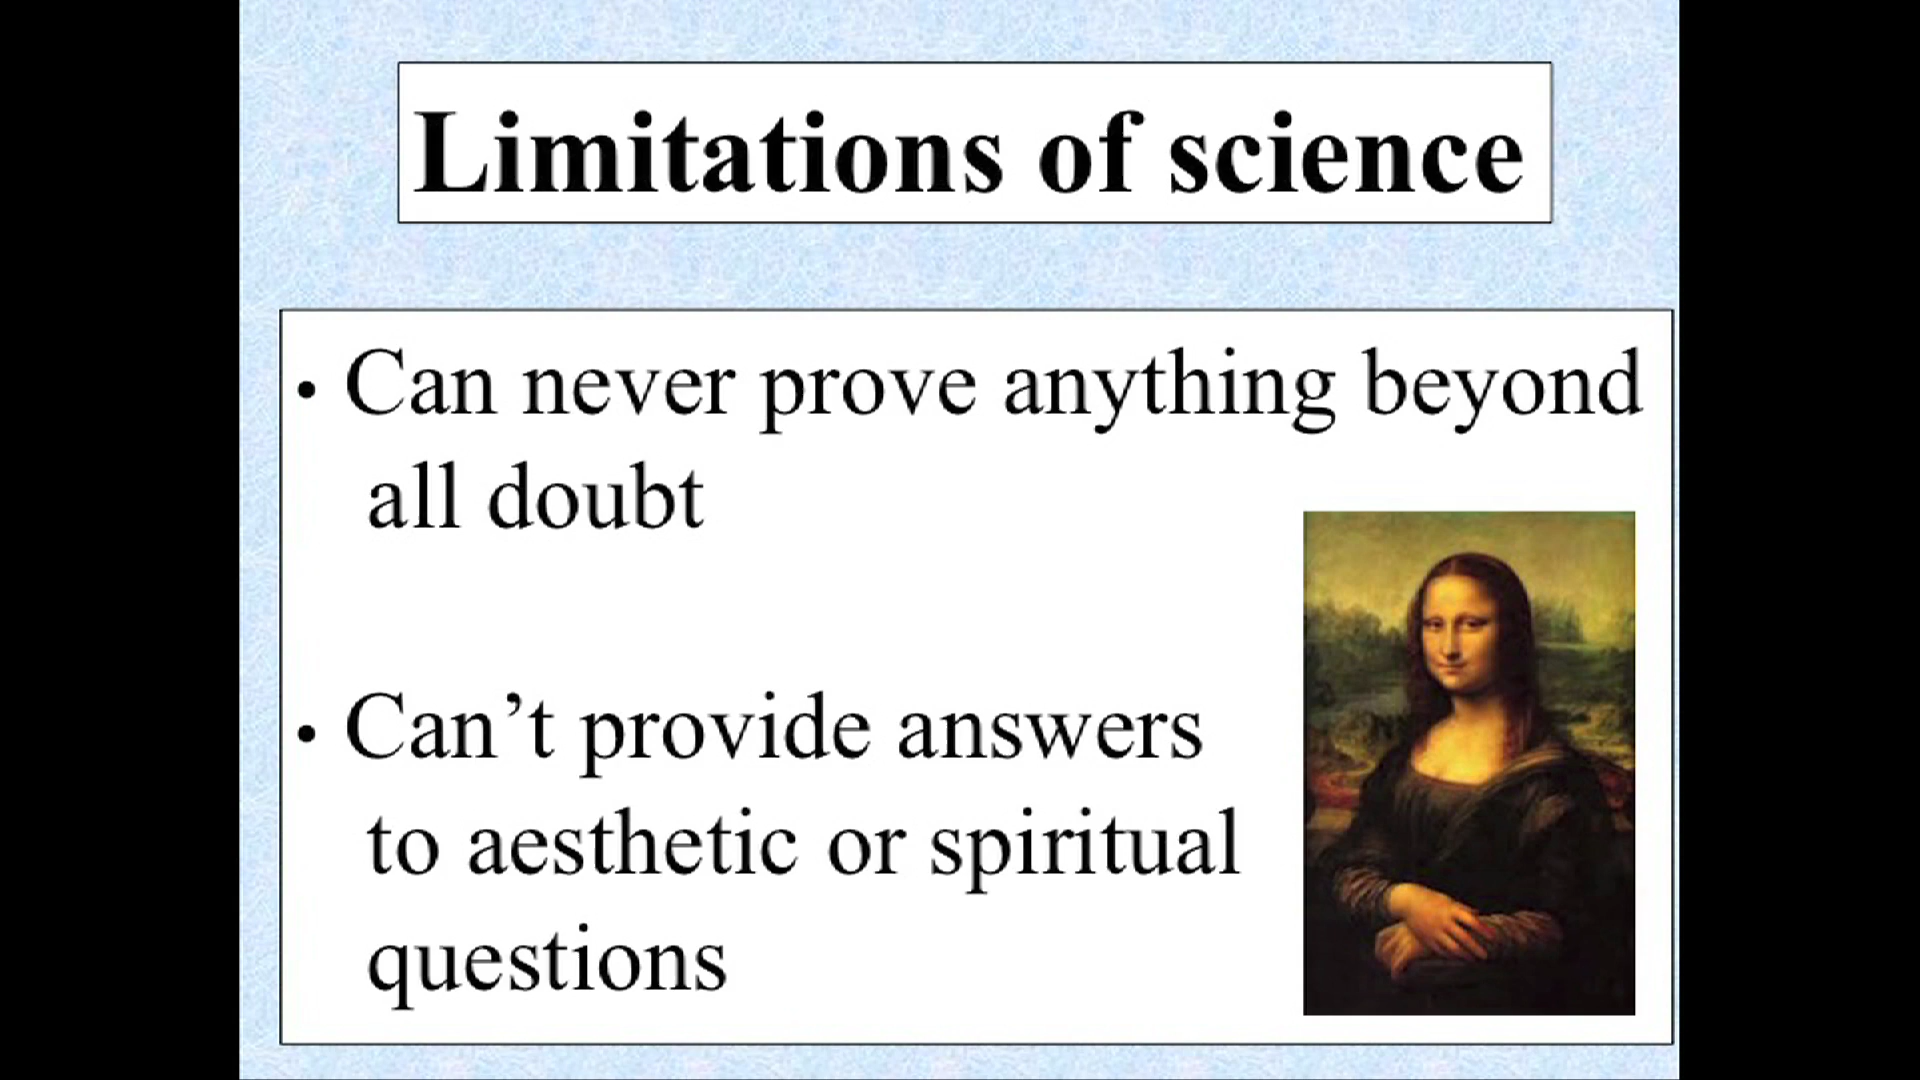 Limitations of science
• Can never prove anything beyond
all doubt
• Can’t provide answers
to aesthetic or spiritual
questions